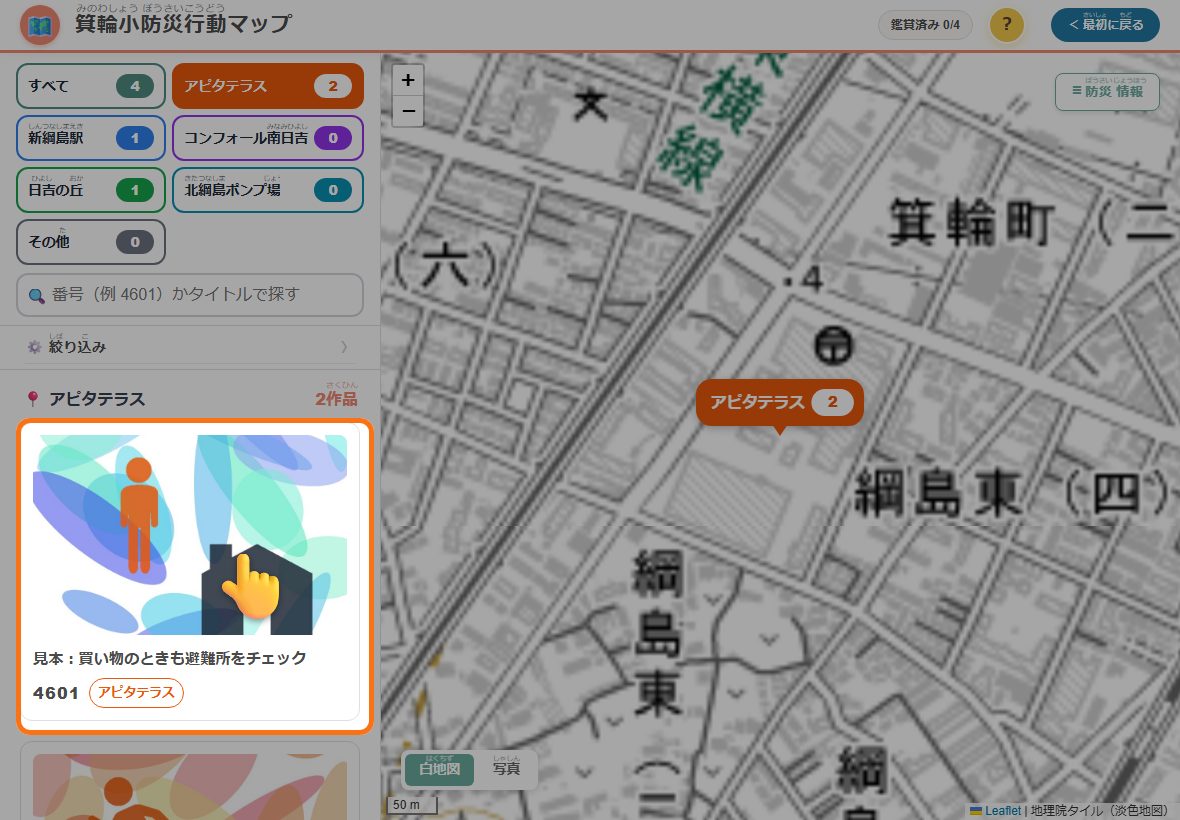 みのわしょう ぼうさいこうどう
箕輪小防災行動マップ
鑑賞済み 0/4
?
さいしょ もど
< 最初に戻る
すべて 4
アピタテラス 2
しんつなしまえき
新綱島駅 1
みなみひよし
コンフォール南日吉 0
ひよし おか
日吉の丘 1
きたつなしま じょう
北綱島ポンプ場 0
た
その他 0
番号（例 4601）かタイトルで探す
しぼ こ
絞り込み
アピタテラス
さくひん
2作品
見本：買い物のときも避難所をチェック
4601 アピタテラス
+
−
ぼうさいじょうほう
≡ 防災 情報
横線
箕輪町（二
（六）
・4
アピタテラス 2
綱島東（四）
綱島東（三
綱島
はくちず
白地図
しゃしん
写真
50 m
Leaflet | 地理院タイル（淡色地図）